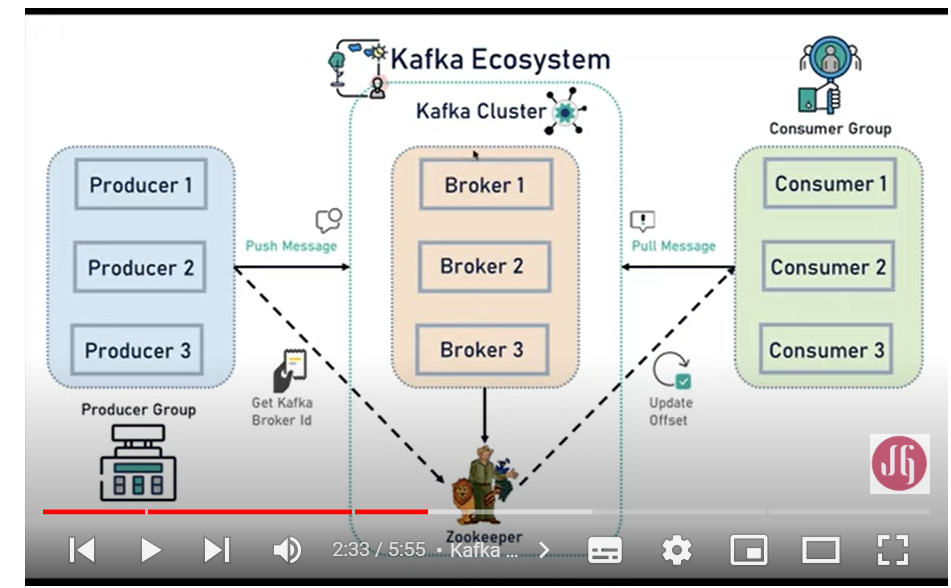 Kafka Ecosystem
Kafka Cluster
Consumer Group
Producer 1
Broker 1
Consumer 1
Push Message
Pull Message
Producer 2
Broker 2
Consumer 2
Producer 3
Broker 3
Consumer 3
Get Kafka
Broker Id
Update
Offset
Producer Group
JG
Zookeeper
2:33 / 5:55 • Kafka ...